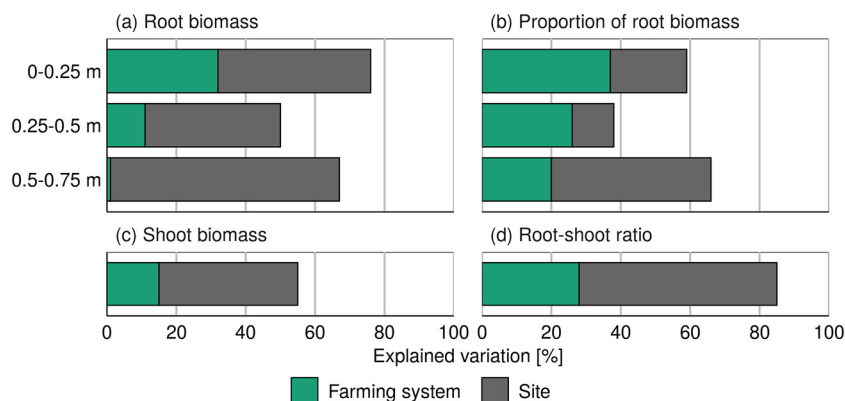 (a) Root biomass
(b) Proportion of root biomass
0-0.25 m
0.25-0.5 m
0.5-0.75 m
(c) Shoot biomass
(d) Root-shoot ratio
0 20 40 60 80 100 0 20 40 60 80 100
Explained variation [%]
Farming system Site